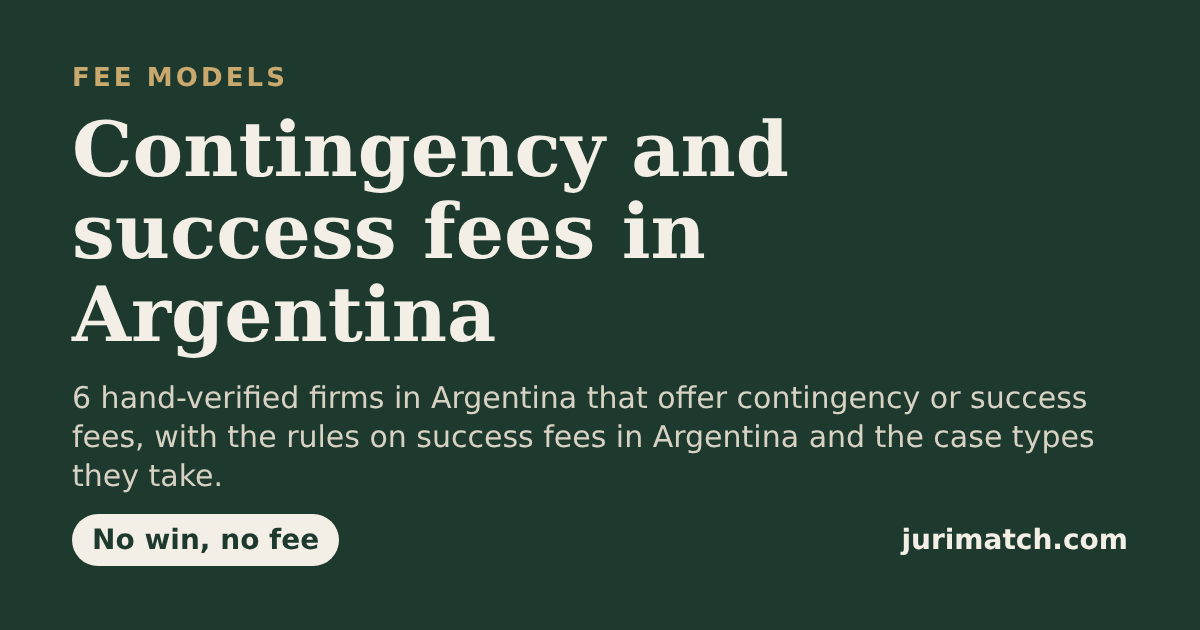 FEE MODELS
Contingency and
success fees in
Argentina
6 hand-verified firms in Argentina that offer contingency or success
fees, with the rules on success fees in Argentina and the case types
they take.
No win, no fee
jurimatch.com